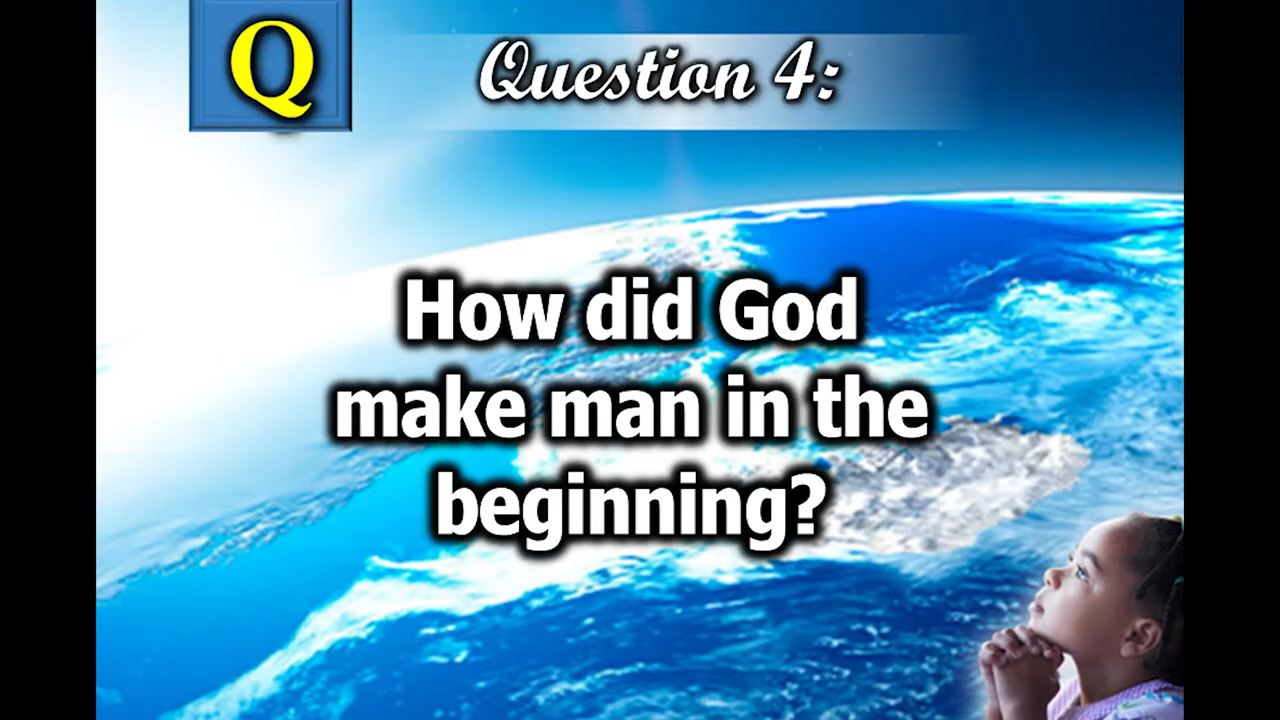 Q
Question 4:
How did God
make man in the
beginning?